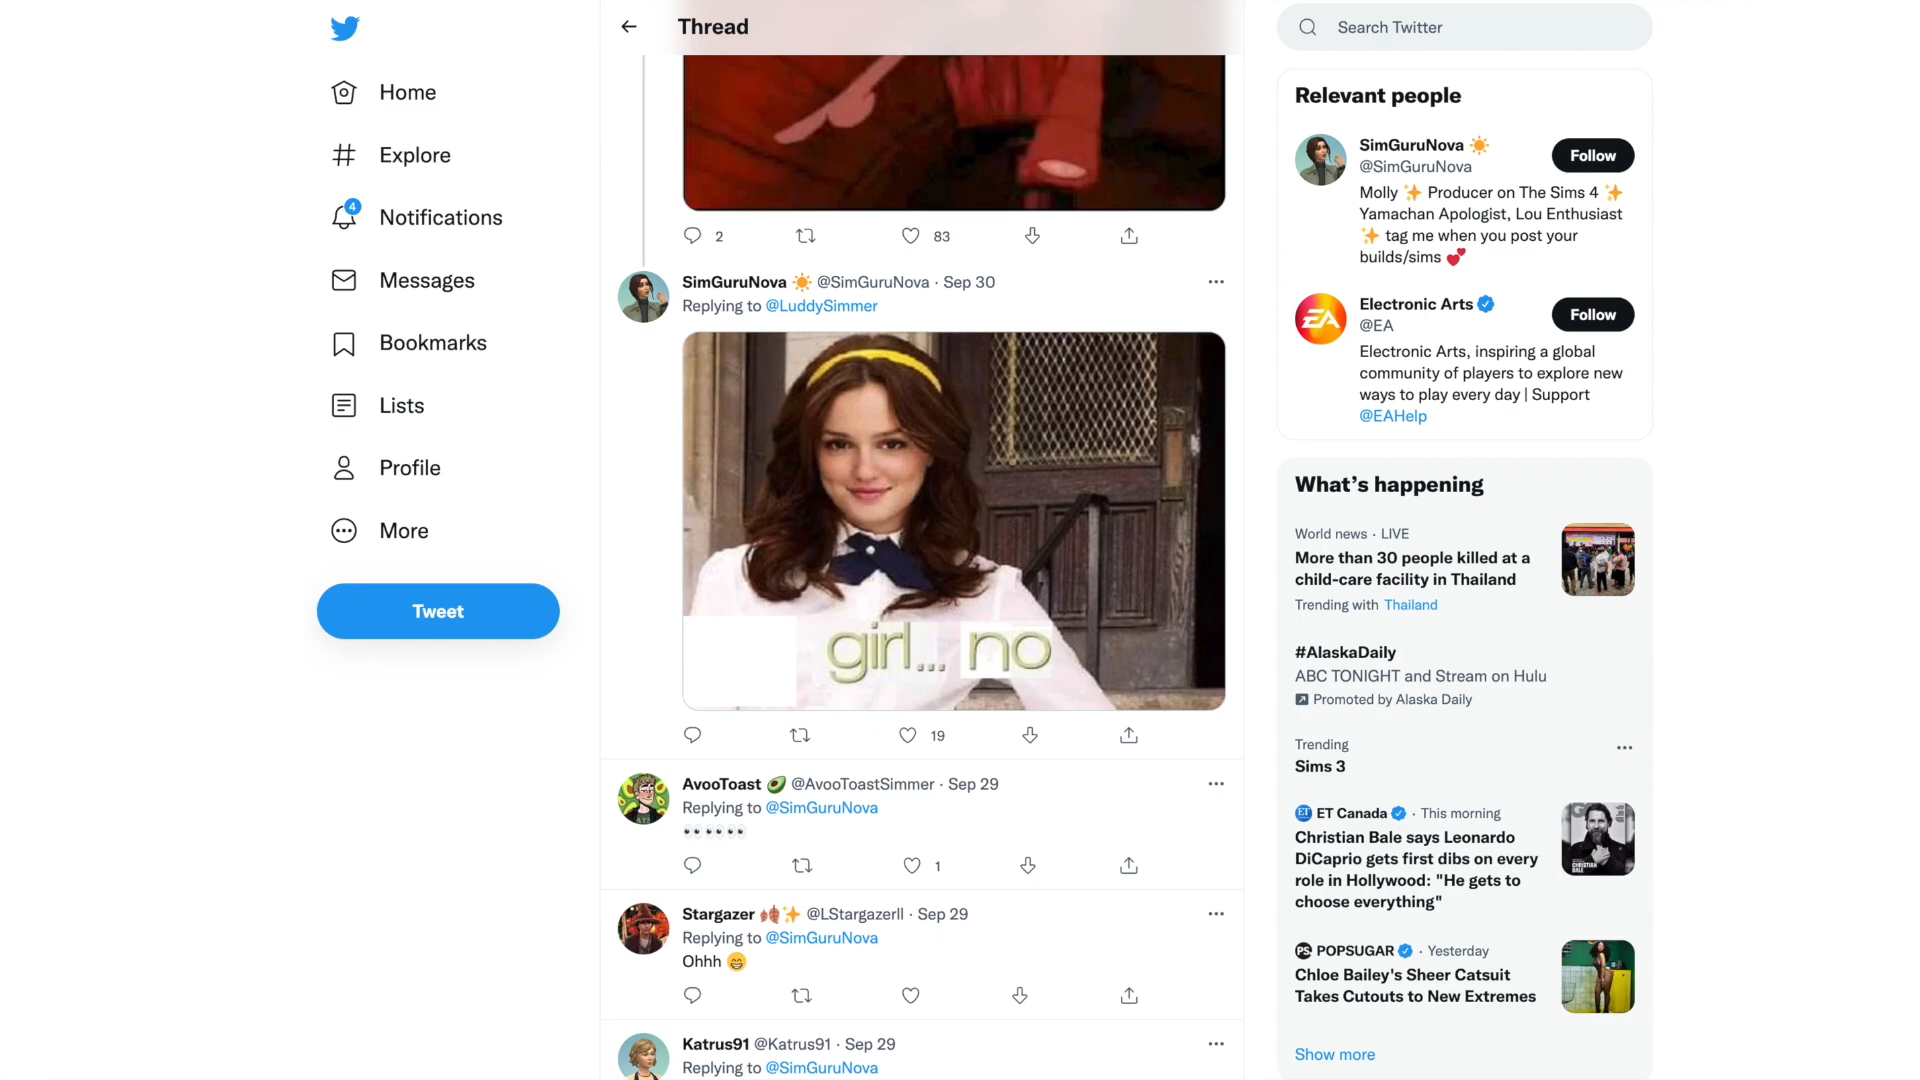 Thread
Search Twitter
Home
Explore
4
Notifications
Messages
Bookmarks
Lists
Profile
More
Tweet
2
83
SimGuruNova @SimGuruNova · Sep 30
Replying to @LuddySimmer
girl... no
19
AvooToast @AvooToastSimmer · Sep 29
Replying to @SimGuruNova
1
Stargazer @LStargazerll · Sep 29
Replying to @SimGuruNova
Ohhh
Katrus91 @Katrus91 · Sep 29
Replying to @SimGuruNova
Relevant people
SimGuruNova
@SimGuruNova
Follow
Molly ✨ Producer on The Sims 4 ✨
Yamachan Apologist, Lou Enthusiast
✨ tag me when you post your
builds/sims
EA
Electronic Arts
@EA
Follow
Electronic Arts, inspiring a global
community of players to explore new
ways to play every day | Support
@EAHelp
What's happening
World news · LIVE
More than 30 people killed at a
child-care facility in Thailand
Trending with Thailand
#AlaskaDaily
ABC TONIGHT and Stream on Hulu
Promoted by Alaska Daily
Trending
Sims 3
ET ET Canada · This morning
Christian Bale says Leonardo
DiCaprio gets first dibs on every
role in Hollywood: "He gets to
choose everything"
CHRISTIAN
BALE
PS POPSUGAR · Yesterday
Chloe Bailey's Sheer Catsuit
Takes Cutouts to New Extremes
Show more